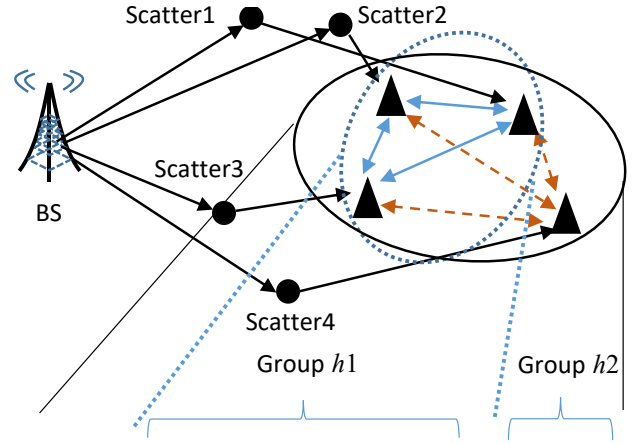 Scatter1
Scatter2
Scatter3
BS
Scatter4
Group h1
Group h2